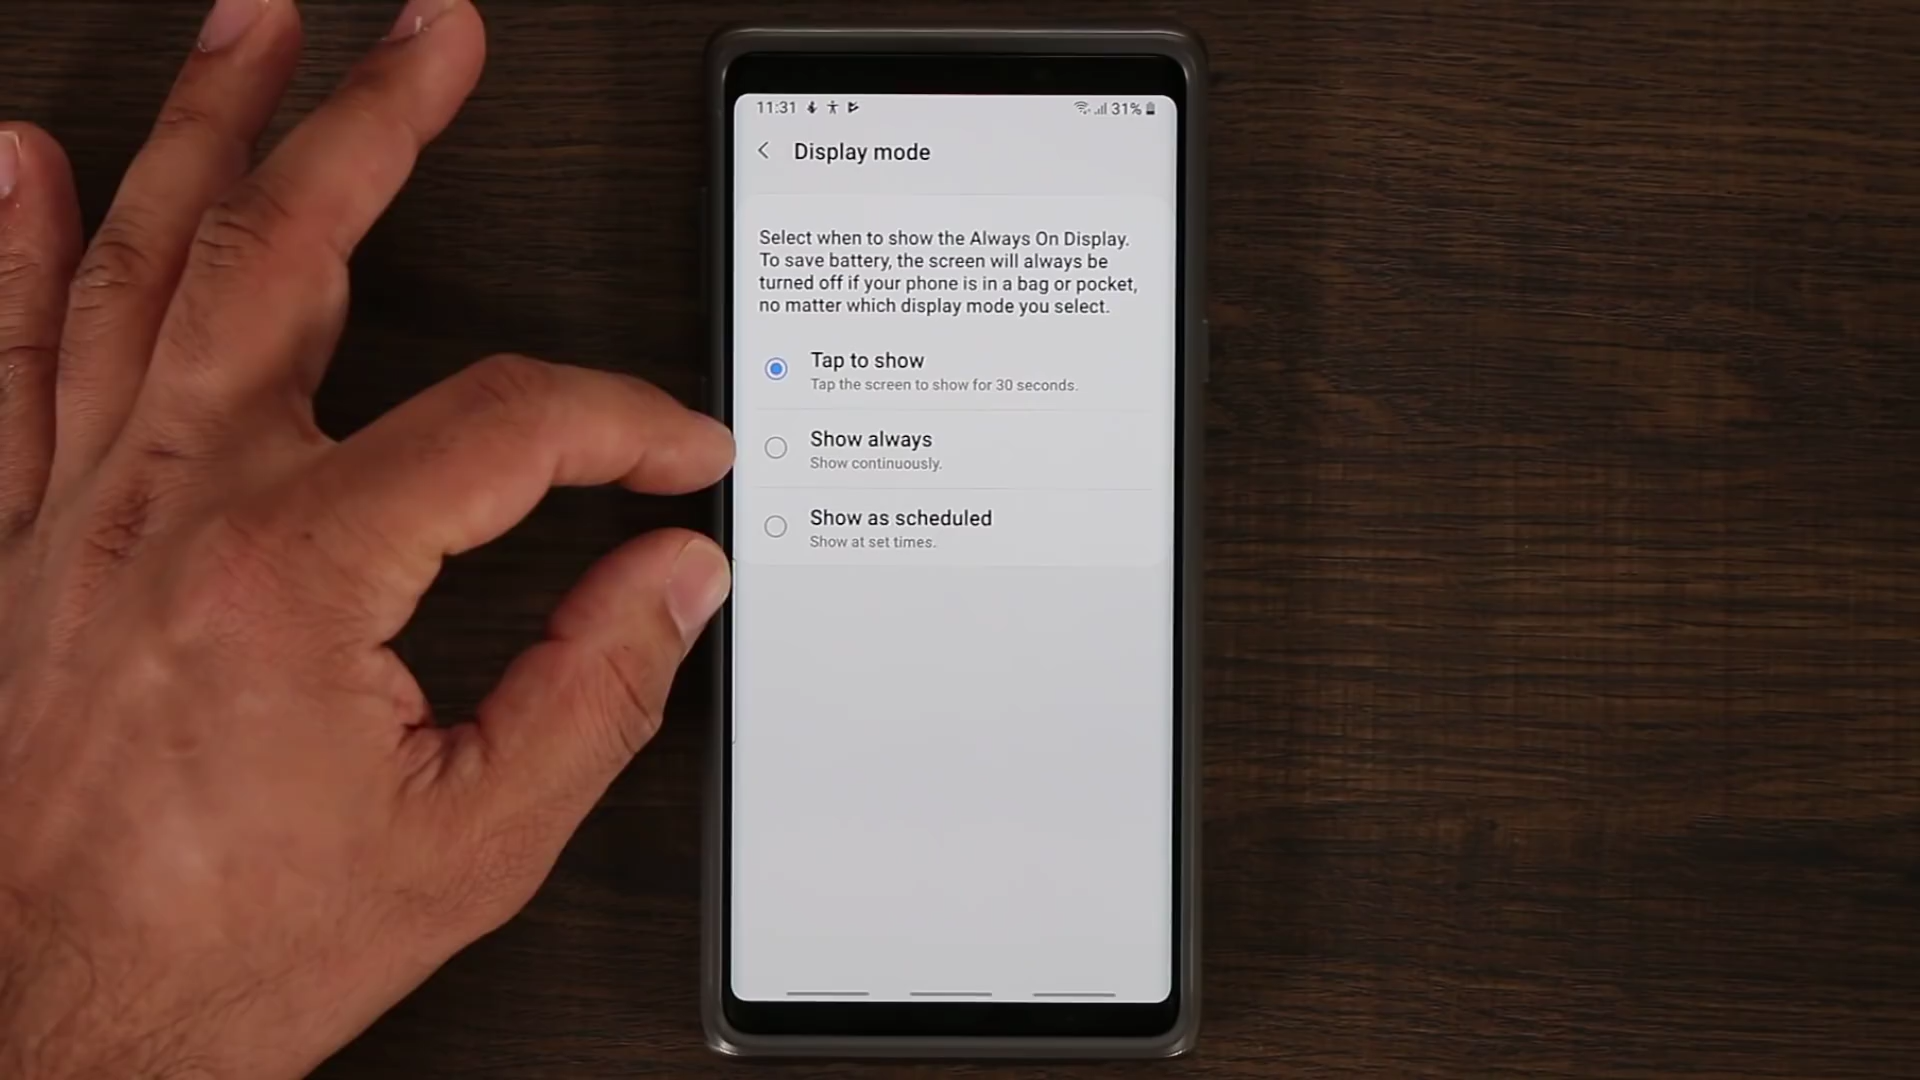 11:31
31%
Display mode
Select when to show the Always On Display.
To save battery, the screen will always be
turned off if your phone is in a bag or pocket,
no matter which display mode you select.
Tap to show
Tap the screen to show for 30 seconds.
Show always
Show continuously.
Show as scheduled
Show at set times.